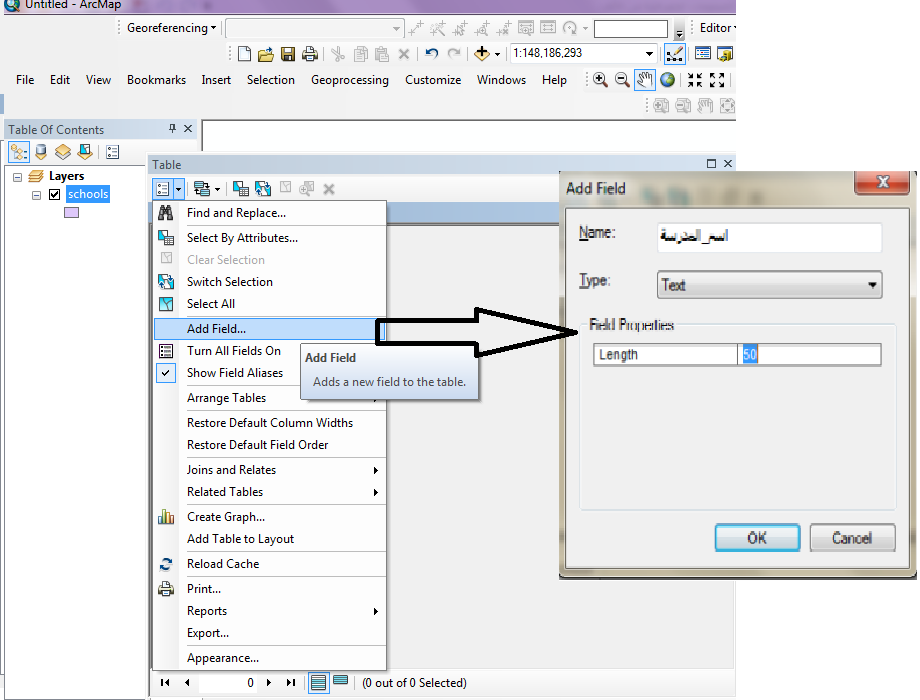 Untitled - ArcMap
Georeferencing
Editor
1:148,186,293
File Edit View Bookmarks Insert Selection Geoprocessing Customize Windows Help
Table Of Contents
Layers
schools
Table
Find and Replace...
Select By Attributes...
Clear Selection
Switch Selection
Select All
Add Field...
Turn All Fields On
Show Field Aliases
Arrange Tables
Restore Default Column Widths
Restore Default Field Order
Joins and Relates
Related Tables
Create Graph...
Add Table to Layout
Reload Cache
Print...
Reports
Export...
Appearance...
Add Field
Adds a new field to the table.
0
(0 out of 0 Selected)
Add Field
Name: اسم_المدرسة
Type: Text
Field Properties
Length 50
OK Cancel